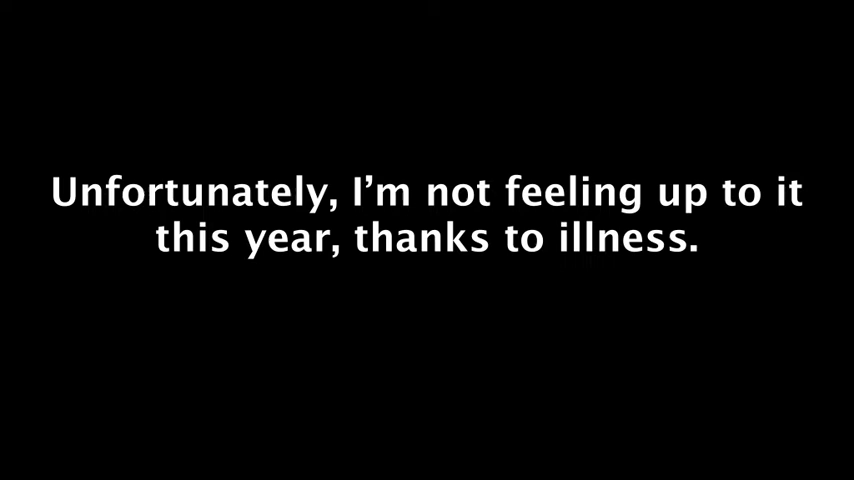 Unfortunately, I’m not feeling up to it
this year, thanks to illness.